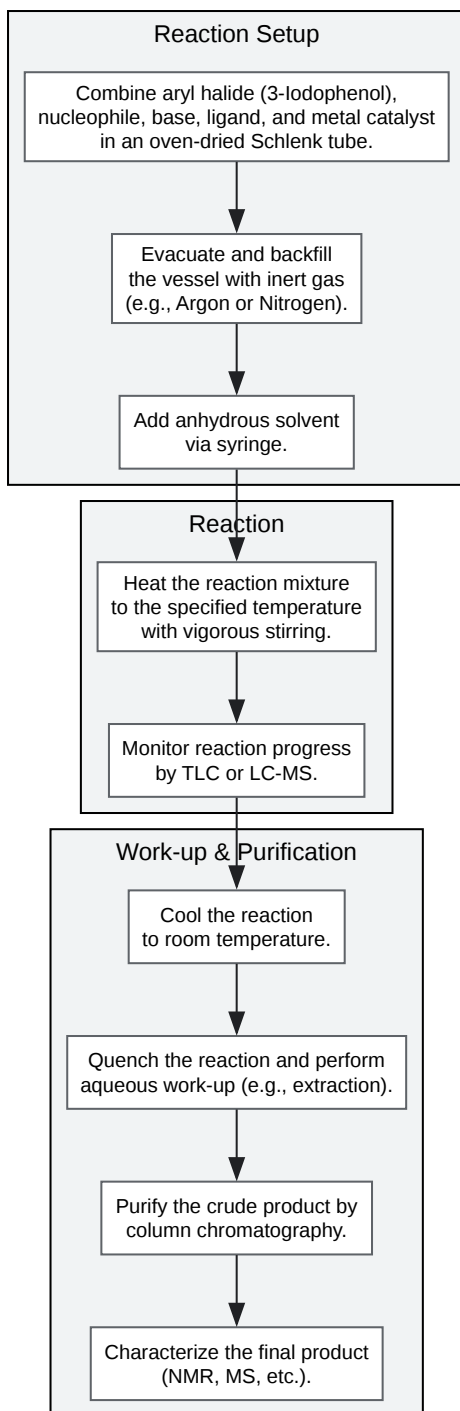 Reaction Setup
Combine aryl halide (3-Iodophenol),
nucleophile, base, ligand, and metal catalyst
in an oven-dried Schlenk tube.
Evacuate and backfill
the vessel with inert gas
(e.g., Argon or Nitrogen).
Add anhydrous solvent
via syringe.
Reaction
Heat the reaction mixture
to the specified temperature
with vigorous stirring.
Monitor reaction progress
by TLC or LC-MS.
Work-up & Purification
Cool the reaction
to room temperature.
Quench the reaction and perform
aqueous work-up (e.g., extraction).
Purify the crude product by
column chromatography.
Characterize the final product
(NMR, MS, etc.).